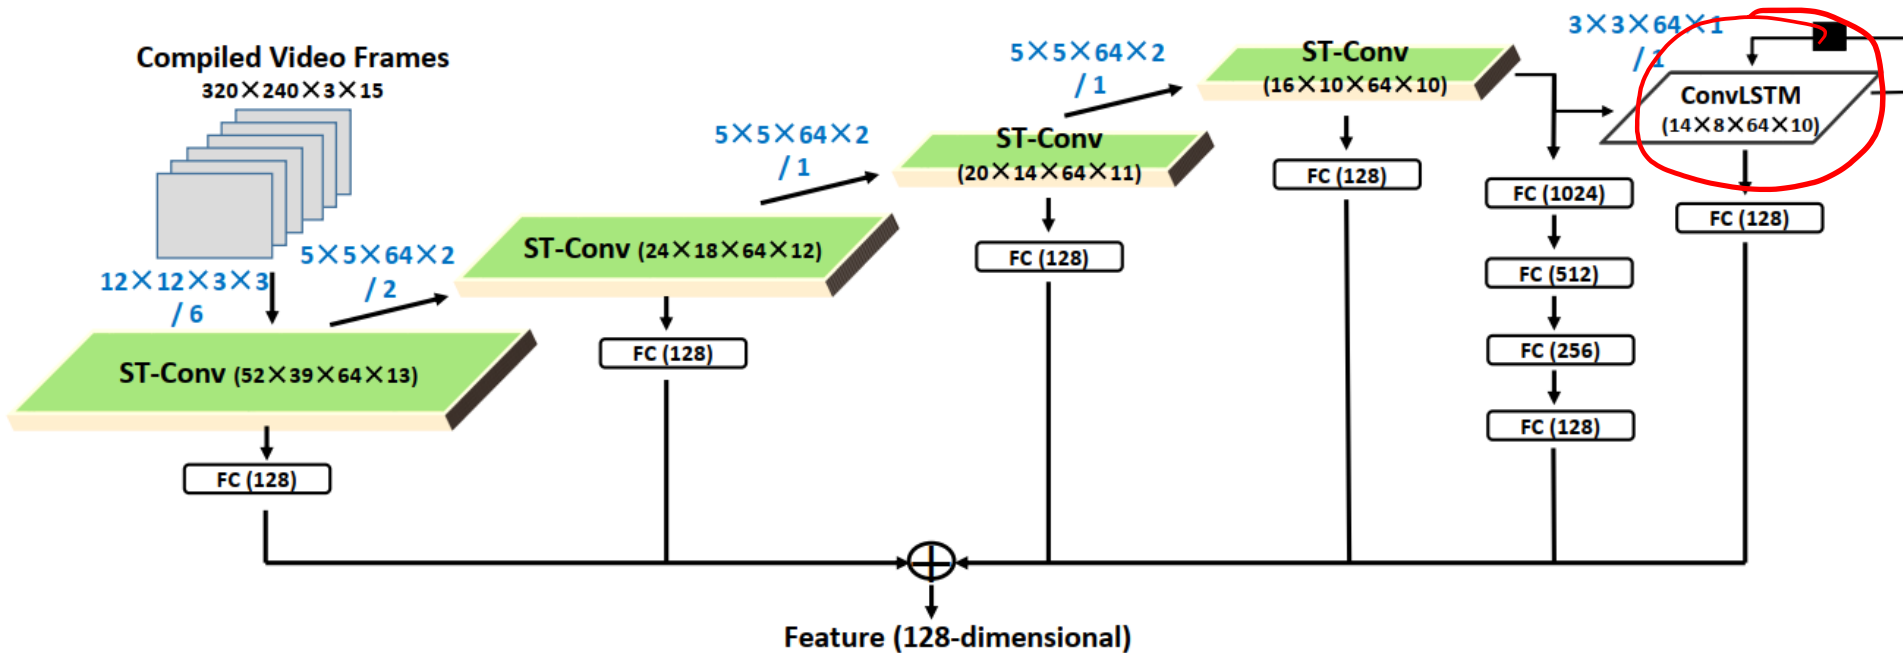 Compiled Video Frames
320×240×3×15
12×12×3×3
/ 6
ST-Conv (52×39×64×13)
FC (128)
5×5×64×2
/ 2
ST-Conv (24×18×64×12)
FC (128)
5×5×64×2
/ 1
ST-Conv
(20×14×64×11)
FC (128)
5×5×64×2
/ 1
ST-Conv
(16×10×64×10)
FC (128)
FC (1024)
FC (512)
FC (256)
FC (128)
3×3×64×1
/ 1
ConvLSTM
(14×8×64×10)
FC (128)
Feature (128-dimensional)